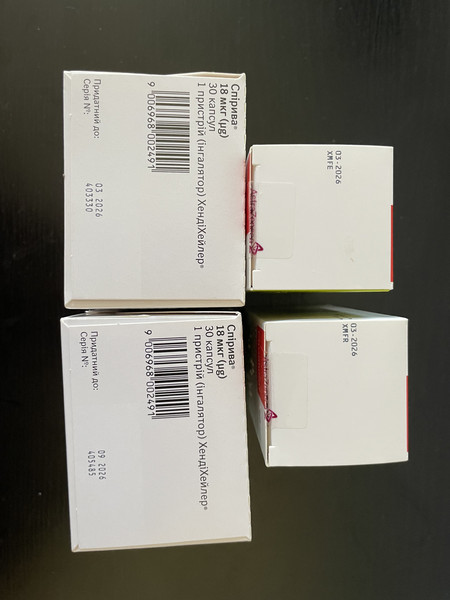 Спірива®
18 мкг (µg)
30 капсул
1 пристрій (інгалятор) ХендіХейлер®
9 006968 002491
Придатний до:
Серія №:
03 2026
403330
03-2026
XMFE
AstraZeneca
Спірива®
18 мкг (µg)
30 капсул
1 пристрій (інгалятор) ХендіХейлер®
9 006968 002491
Придатний до:
Серія №:
09 2026
405485
03-2026
XMFR
AstraZeneca